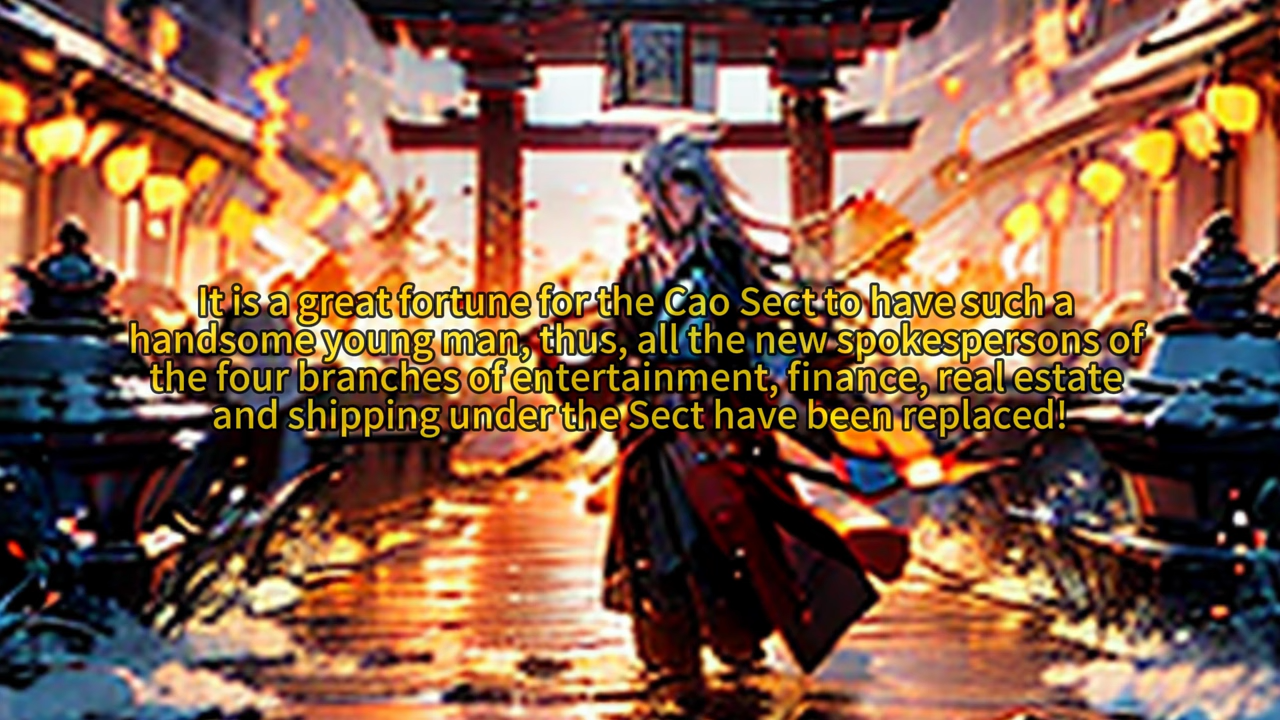 It is a great fortune for the Cao Sect to have such a
handsome young man, thus, all the new spokespersons of
the four branches of entertainment, finance, real estate
and shipping under the Sect have been replaced!